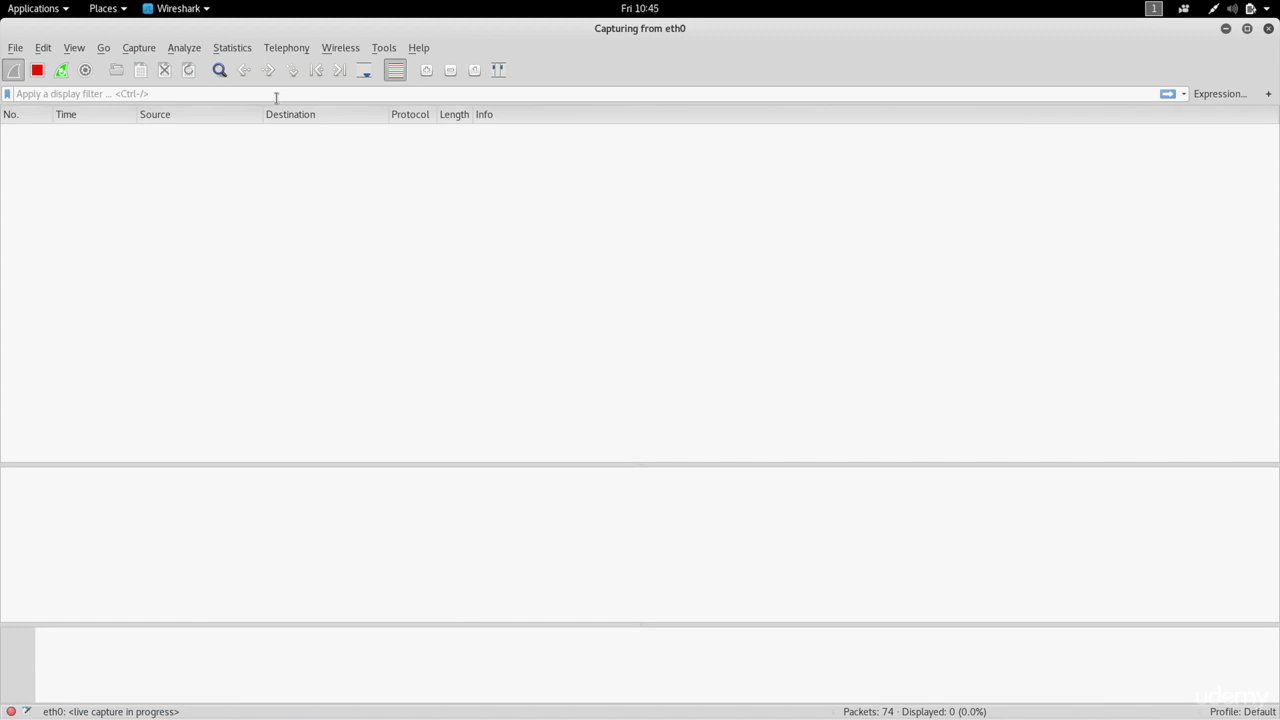 Applications Places Wireshark Fri 10:45 1
Capturing from eth0
File Edit View Go Capture Analyze Statistics Telephony Wireless Tools Help
Apply a display filter ... <Ctrl-/> Expression... +
No. Time Source Destination Protocol Length Info
udemy
eth0: <live capture in progress> Packets: 74 · Displayed: 0 (0.0%) Profile: Default